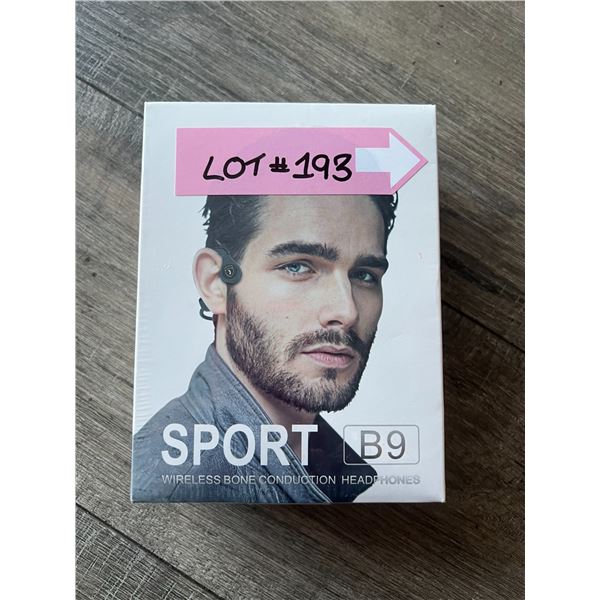 LOT #193
SPORT B9
WIRELESS BONE CONDUCTION HEADPHONES